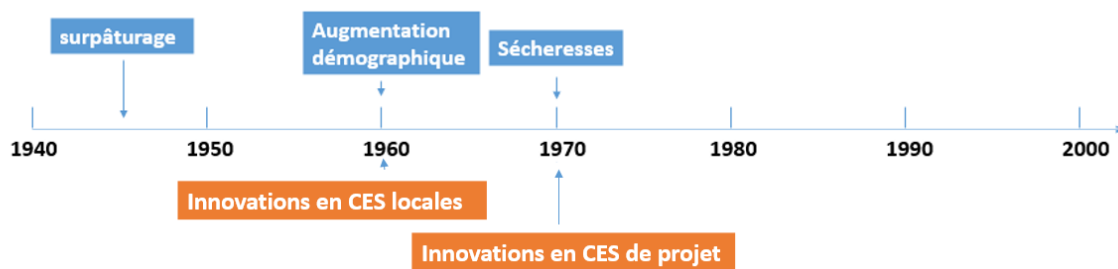 surpâturage
Augmentation
démographique
Sécheresses
1940 1950 1960 1970 1980 1990 2000
Innovations en CES locales
Innovations en CES de projet